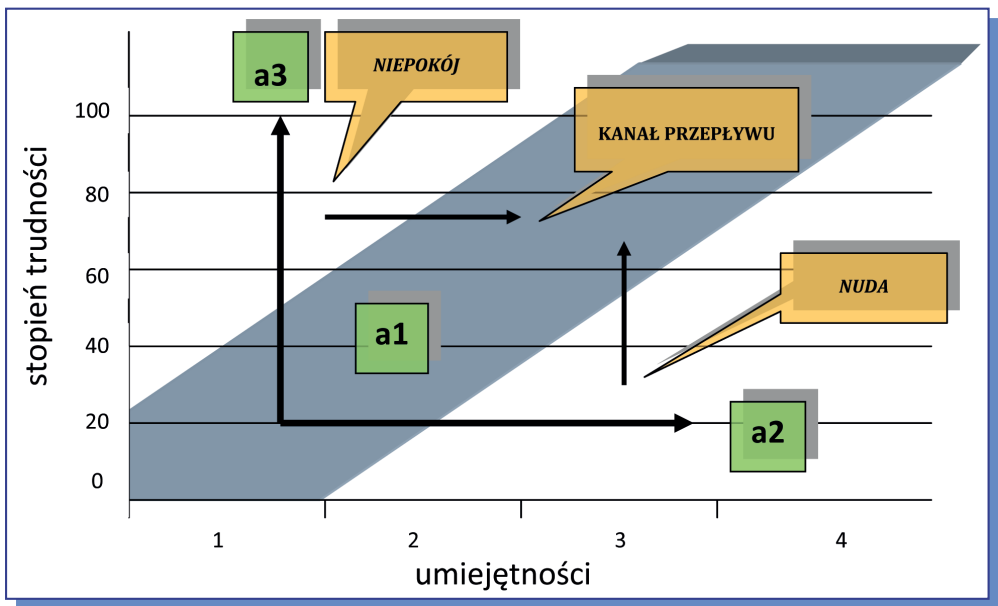 a3
NIEPOKÓJ
KANAŁ PRZEPŁYWU
NUDA
a1
a2
stopień trudności
100
80
60
40
20
0
1
2
3
4
umiejętności